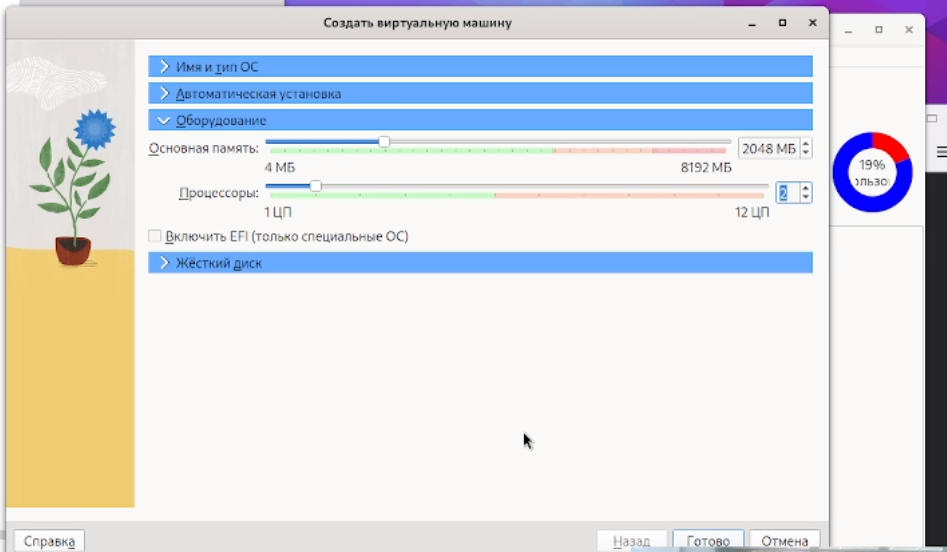 Создать виртуальную машину
Имя и тип ОС
Автоматическая установка
Оборудование
Основная память: 2048 МБ
4 МБ 8192 МБ
Процессоры: 2
1 ЦП 12 ЦП
Включить EFI (только специальные ОС)
Жёсткий диск
19%
Справка Назад Готово Отмена